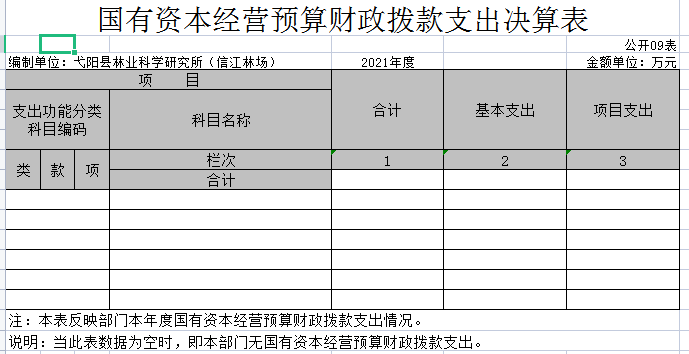 国有资本经营预算财政拨款支出决算表
公开09表
编制单位：弋阳县林业科学研究所（信江林场） 2021年度 金额单位：万元
项 目 合计 基本支出 项目支出
支出功能分类科目编码 科目名称
类 款 项 栏次 1 2 3
合计
注：本表反映部门本年度国有资本经营预算财政拨款支出情况。
说明：当此表数据为空时，即本部门无国有资本经营预算财政拨款支出。